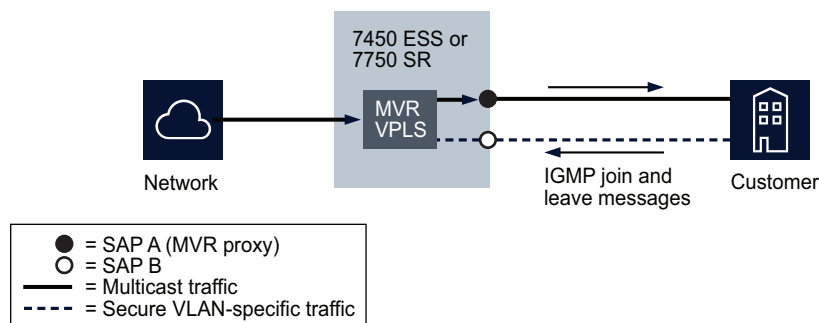 7450 ESS or
7750 SR
MVR
VPLS
Network
IGMP join and
leave messages
Customer
= SAP A (MVR proxy)
= SAP B
= Multicast traffic
= Secure VLAN-specific traffic